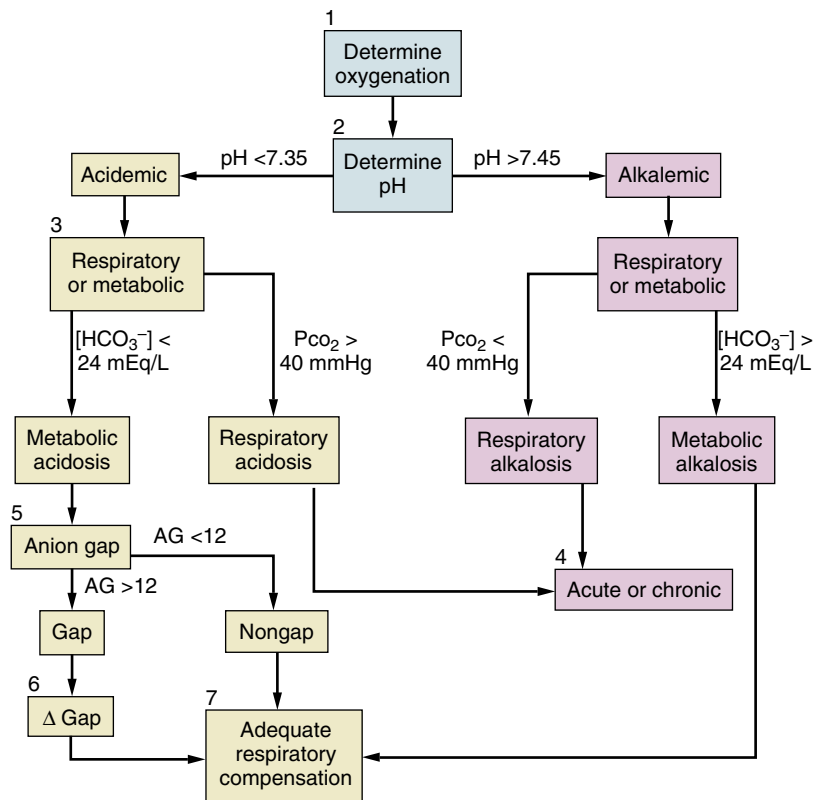 1
Determine
oxygenation
2
Determine
pH
pH <7.35
pH >7.45
Acidemic
Alkalemic
3
Respiratory
or metabolic
Respiratory
or metabolic
[HCO₃⁻] <
24 mEq/L
Pco₂ >
40 mmHg
Pco₂ <
40 mmHg
[HCO₃⁻] >
24 mEq/L
Metabolic
acidosis
Respiratory
acidosis
Respiratory
alkalosis
Metabolic
alkalosis
5
Anion gap
AG <12
AG >12
4
Acute or chronic
Gap
Nongap
6
Δ Gap
7
Adequate
respiratory
compensation